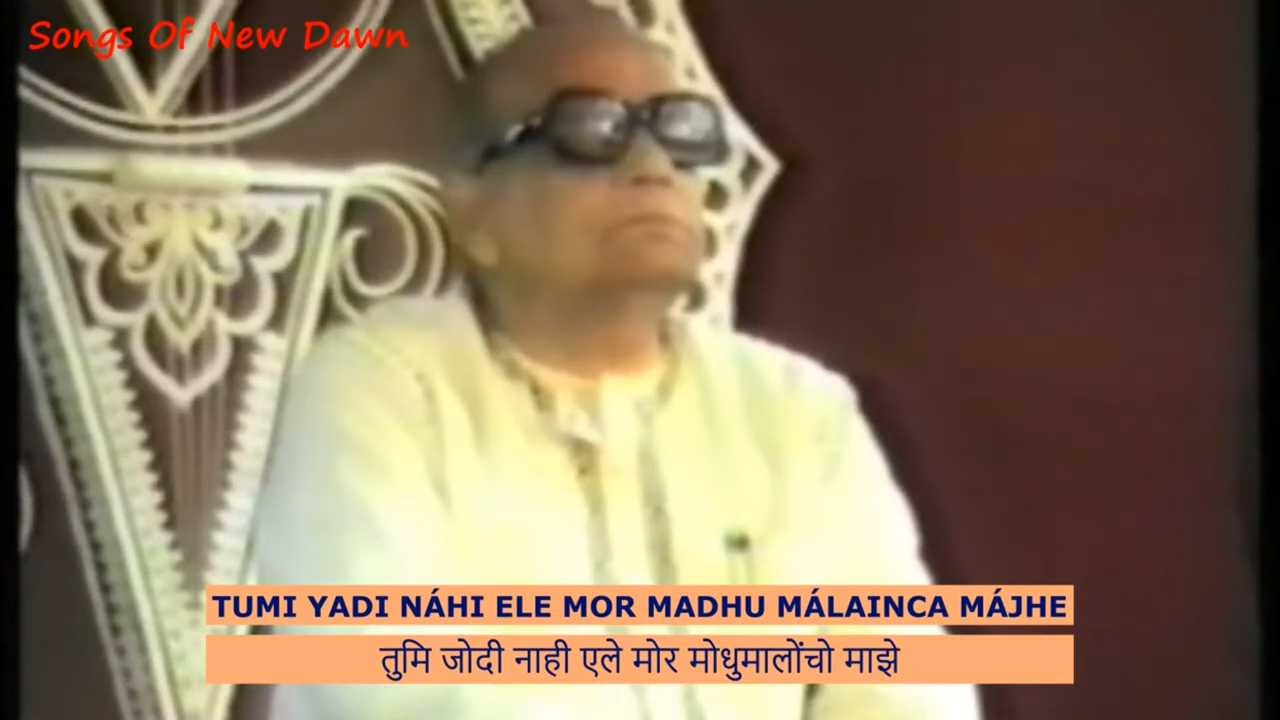 Songs Of New Dawn
TUMI YADI NÁHI ELE MOR MADHU MÁLAINCA MÁJHE
तुमि जोदी नाही एले मोर मोधुमालोंचो माझे